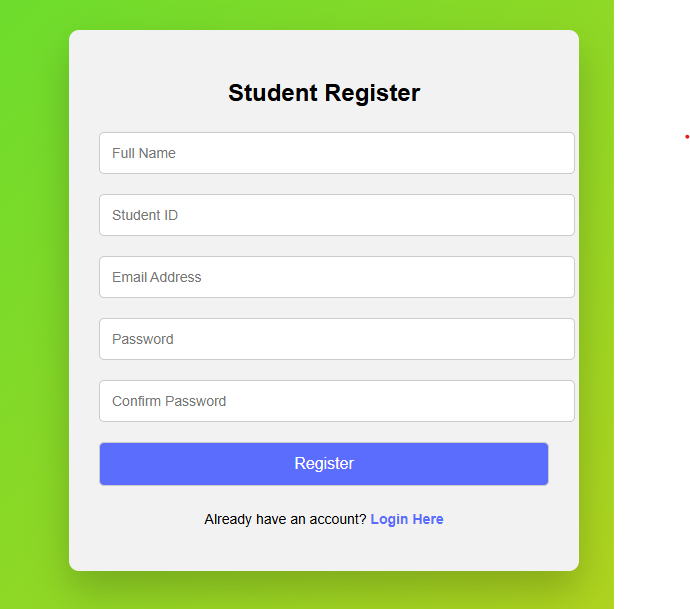 Student Register
Full Name
Student ID
Email Address
Password
Confirm Password
Register
Already have an account? Login Here